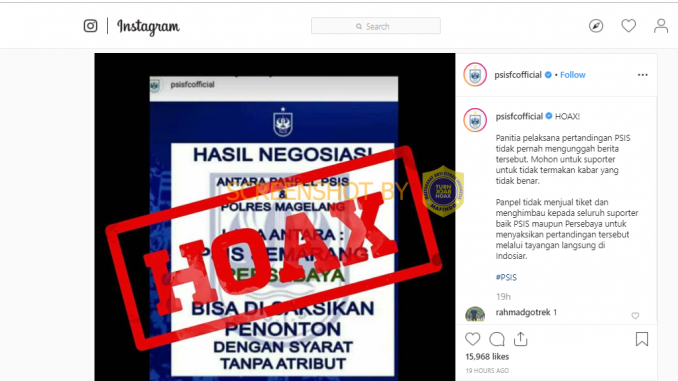 Instagram
Search
psisfcofficial
HASIL NEGOSIASI
ANTARA PANPEL PSIS
&
POLRES MAGELANG
ANTARA :
PSIS SEMARANG
PERSEBAYA
BISA DI SAKSIKAN
PENONTON
DENGAN SYARAT
TANPA ATRIBUT
HOAX
SCREENSHOT BY
TURN
BACK
HOAX
psisfcofficial • Follow
psisfcofficial HOAX!
Panitia pelaksana pertandingan PSIS
tidak pernah mengunggah berita
tersebut. Mohon untuk suporter
untuk tidak termakan kabar yang
tidak benar.
Panpel tidak menjual tiket dan
menghimbau kepada seluruh suporter
baik PSIS maupun Persebaya untuk
menyaksikan pertandingan tersebut
melalui tayangan langsung di
Indosiar.
#PSIS
19h
rahmadgotrek 1
15,968 likes
19 HOURS AGO